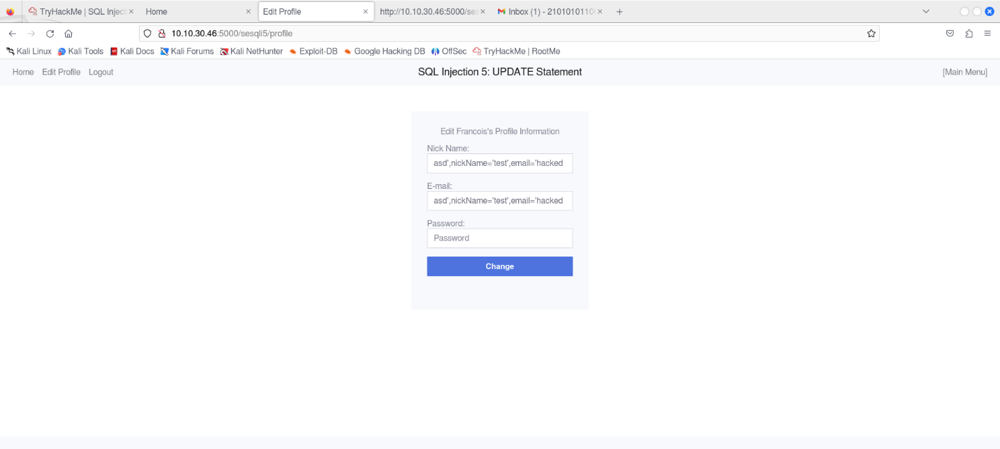 TryHackMe | SQL Inject
Home
Edit Profile
http://10.10.30.46:5000/ses
Inbox (1) - 2101010110
10.10.30.46:5000/sesqli5/profile
Kali Linux Kali Tools Kali Docs Kali Forums Kali NetHunter Exploit-DB Google Hacking DB OffSec TryHackMe | RootMe
Home Edit Profile Logout SQL Injection 5: UPDATE Statement [Main Menu]
Edit Francois's Profile Information
Nick Name:
asd',nickName='test',email='hacked
E-mail:
asd',nickName='test',email='hacked
Password:
Password
Change